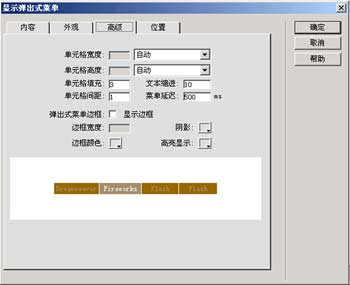 显示弹出式菜单
内容 外观 高级 位置
确定
取消
帮助
单元格宽度: 自动
单元格高度: 自动
单元格填充: 3 文本缩进: 10
单元格间距: 1 菜单延迟: 500 ms
弹出式菜单边框: 显示边框
边框宽度: 阴影:
边框颜色: 高亮显示:
Dreamweaver Fireworks Flash Flash